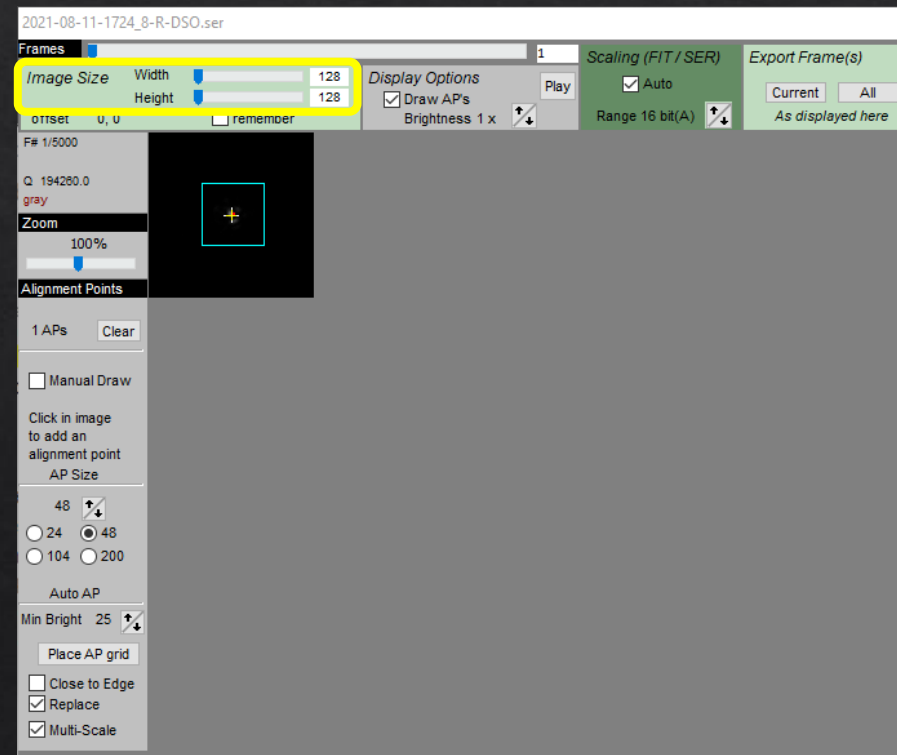 2021-08-11-1724_8-R-DSO.ser
Frames 1
Image Size Width 128
Height 128
offset 0, 0 remember
Display Options Play
Draw AP's
Brightness 1 x
Scaling (FIT / SER)
Auto
Range 16 bit(A)
Export Frame(s)
Current All
As displayed here
F# 1/5000
Q 194260.0
gray
Zoom
100%
Alignment Points
1 APs Clear
Manual Draw
Click in image
to add an
alignment point
AP Size
48
24 48
104 200
Auto AP
Min Bright 25
Place AP grid
Close to Edge
Replace
Multi-Scale